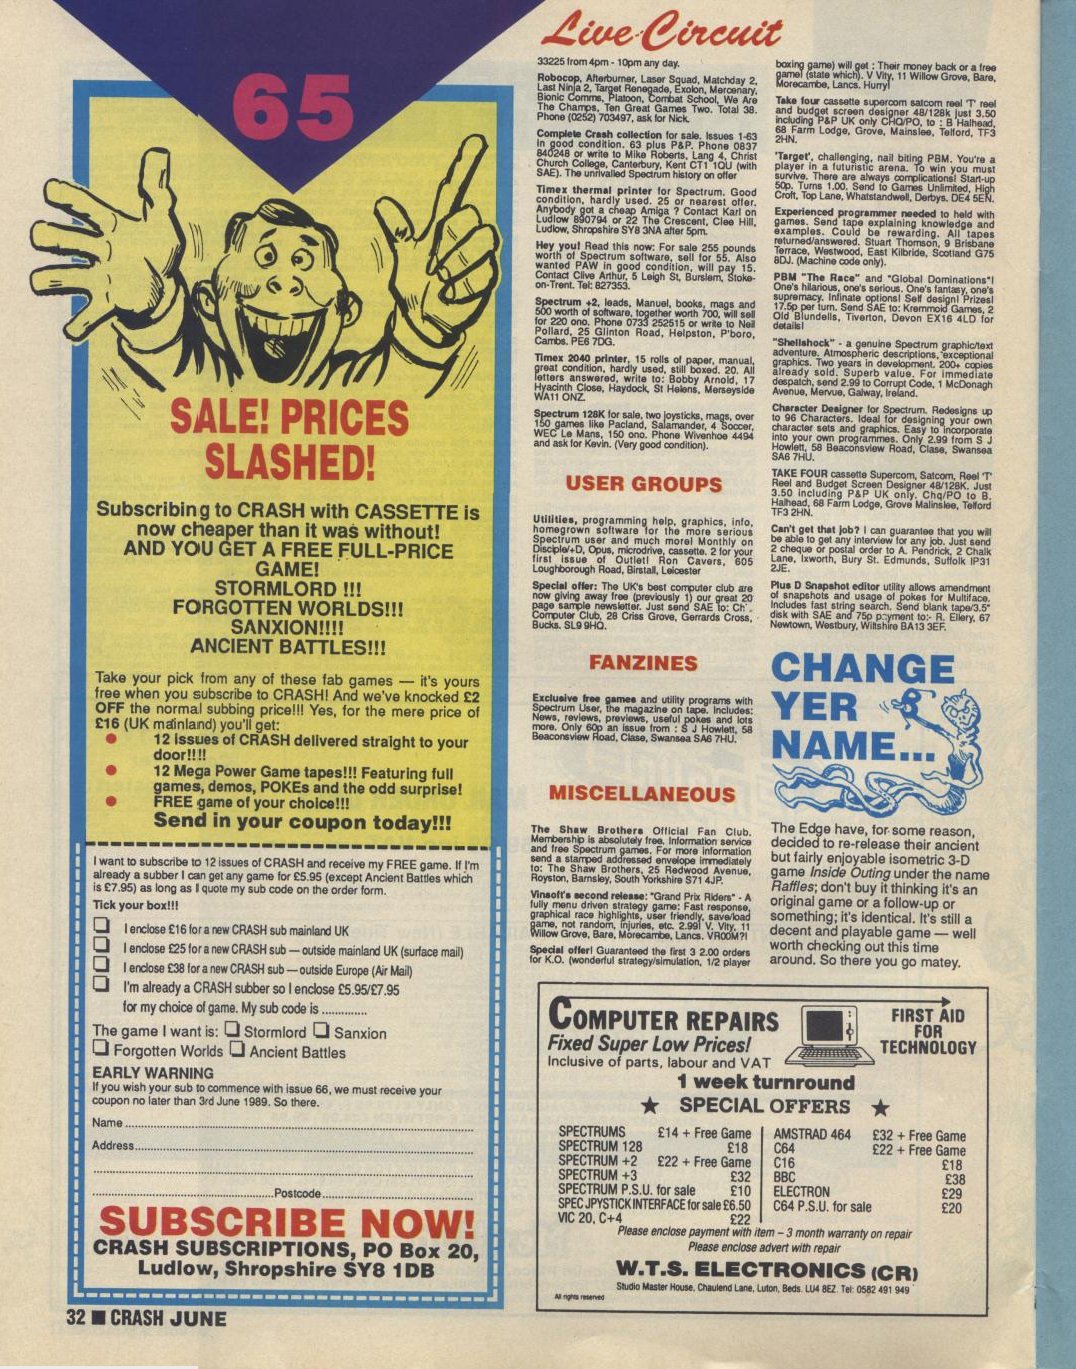 65
SALE! PRICES
SLASHED!
Subscribing to CRASH with CASSETTE is
now cheaper than it was without!
AND YOU GET A FREE FULL-PRICE
GAME!
STORMLORD !!!
FORGOTTEN WORLDS!!!
SANXION!!!!
ANCIENT BATTLES!!!
Take your pick from any of these fab games — it's yours
free when you subscribe to CRASH! And we've knocked £2
OFF the normal subbing price!!! Yes, for the mere price of
£16 (UK mainland) you'll get:
● 12 issues of CRASH delivered straight to your
door!!!!
● 12 Mega Power Game tapes!!! Featuring full
games, demos, POKEs and the odd surprise!
● FREE game of your choice!!!
Send in your coupon today!!!
I want to subscribe to 12 issues of CRASH and receive my FREE game. If I'm
already a subber I can get any game for £5.95 (except Ancient Battles which
is £7.95) as long as I quote my sub code on the order form.
Tick your box!!!
I enclose £16 for a new CRASH sub mainland UK
I enclose £25 for a new CRASH sub — outside mainland UK (surface mail)
I enclose £38 for a new CRASH sub — outside Europe (Air Mail)
I'm already a CRASH subber so I enclose £5.95/£7.95
for my choice of game. My sub code is ..............
The game I want is: ❏ Stormlord ❏ Sanxion
❏ Forgotten Worlds ❏ Ancient Battles
EARLY WARNING
If you wish your sub to commence with issue 66, we must receive your
coupon no later than 3rd June 1989. So there.
Name
Address
Postcode
SUBSCRIBE NOW!
CRASH SUBSCRIPTIONS, PO Box 20,
Ludlow, Shropshire SY8 1DB
32 ■ CRASH JUNE
Live Circuit
33225 from 4pm - 10pm any day.
Robocop, Afterburner, Laser Squad, Matchday 2,
Last Ninja 2, Target Renegade, Exolon, Mercenary,
Bionic Comms, Platoon, Combat School, We Are
The Champs, Ten Great Games Two. Total 38.
Phone (0252) 703497, ask for Nick.
Complete Crash collection for sale. Issues 1-63
in good condition. 63 plus P&P. Phone 0837
840248 or write to Mike Roberts, Lang 4, Christ
Church College, Canterbury, Kent CT1 1QU (with
SAE). The unrivalled Spectrum history on offer
Timex thermal printer for Spectrum. Good
condition, hardly used. 25 or nearest offer.
Anybody got a cheap Amiga ? Contact Karl on
Ludlow 890794 or 22 The Crescent, Clee Hill,
Ludlow, Shropshire SY8 3NA after 5pm.
Hey you! Read this now: For sale 255 pounds
worth of Spectrum software, sell for 55. Also
wanted PAW in good condition, will pay 15.
Contact Clive Arthur, 5 Leigh St, Burslem, Stoke-
on-Trent. Tel: 827353.
Spectrum +2, leads, Manuel, books, mags and
500 worth of software, together worth 700, will sell
for 220 ono. Phone 0733 252515 or write to Neil
Pollard, 25 Glinton Road, Helpston, P'boro,
Cambs. PE6 7DG.
Timex 2040 printer, 15 rolls of paper, manual,
great condition, hardly used, still boxed. 20. All
letters answered, write to: Bobby Arnold, 17
Hyacinth Close, Haydock, St Helens, Merseyside
WA11 ONZ.
Spectrum 128K for sale, two joysticks, mags, over
150 games like Pacland, Salamander, 4 Soccer,
WEC Le Mans, 150 ono. Phone Wivenhoe 4494
and ask for Kevin. (Very good condition).
USER GROUPS
Utilities, programming help, graphics, info,
homegrown software for the more serious
Spectrum user and much more! Monthly on
Disciple/+D, Opus, microdrive, cassette. 2 for your
first issue of Outlet! Ron Cavers, 605
Loughborough Road, Birstall, Leicester
Special offer: The UK's best computer club are
now giving away free (previously 1) our great 20
page sample newsletter. Just send SAE to:
Computer Club, 28 Criss Grove, Gerrards Cross,
Bucks. SL9 9HQ.
FANZINES
Exclusive free games and utility programs with
Spectrum User, the magazine on tape. Includes:
News, reviews, previews, useful pokes and lots
more. Only 60p an issue from : S J Howlett, 58
Beaconsview Road, Clase, Swansea SA6 7HU.
MISCELLANEOUS
The Shaw Brothers Official Fan Club.
Membership is absolutely free. Information service
and free Spectrum games. For more information
send a stamped addressed envelope immediately
to: The Shaw Brothers, 25 Redwood Avenue,
Royston, Barnsley, South Yorkshire S71 4JP.
Vinsoft's second release: "Grand Prix Riders" - A
fully menu driven strategy game: Fast response,
graphical race highlights, user friendly, save/load
game, not random, injuries, etc. 2.99! V. Vity, 11
Willow Grove, Bare, Morecambe, Lancs. VROOM?!
Special offer! Guaranteed the first 3 2.00 orders
for K.O. (wonderful strategy/simulation, 1/2 player
boxing game) will get : Their money back or a free
game! (state which). V Vity, 11 Willow Grove, Bare,
Morecambe, Lancs. Hurry!
Take four cassette supercom satcom reel 'T' reel
and budget screen designer 48/128k just 3.50
including P&P UK only CHQ/PO, to : B Halhead,
68 Farm Lodge, Grove, Mainslee, Telford, TF3
2HN.
'Target', challenging, nail biting PBM. You're a
player in a futuristic arena. To win you must
survive. There are always complications! Start-up
50p. Turns 1.00. Send to Games Unlimited, High
Croft, Top Lane, Whatstandwell, Derbys. DE4 5EN.
Experienced programmer needed to held with
games. Send tape explaining knowledge and
examples. Could be rewarding. All tapes
returned/answered. Stuart Thomson, 9 Brisbane
Terrace, Westwood, East Kilbride, Scotland G75
8DJ. (Machine code only).
PBM "The Race" and "Global Dominations"!
One's hilarious, one's serious. One's fantasy, one's
supremacy. Infinate options! Self design! Prizes!
17.5p per turn. Send SAE to: Kremmoid Games, 2
Old Blundells, Tiverton, Devon EX16 4LD for
details!
"Shellshock" - a genuine Spectrum graphic/text
adventure. Atmospheric descriptions, exceptional
graphics. Two years in development. 200+ copies
already sold. Superb value. For immediate
despatch, send 2.99 to Corrupt Code, 1 McDonagh
Avenue, Mervue, Galway, Ireland.
Character Designer for Spectrum. Redesigns up
to 96 Characters. Ideal for designing your own
character sets and graphics. Easy to incorporate
into your own programmes. Only 2.99 from S J
Howlett, 58 Beaconsview Road, Clase, Swansea
SA6 7HU.
TAKE FOUR cassette Supercom, Satcom, Reel 'T'
Reel and Budget Screen Designer 48/128K. Just
3.50 including P&P UK only. Chq/PO to B.
Halhead, 68 Farm Lodge, Grove Malinslee, Telford
TF3 2HN.
Can't get that job? I can guarantee that you will
be able to get any interview for any job. Just send
2 cheque or postal order to A. Pendrick, 2 Chalk
Lane, Ixworth, Bury St. Edmunds, Suffolk IP31
2JE.
Plus D Snapshot editor utility allows amendment
of snapshots and usage of pokes for Multiface.
Includes fast string search. Send blank tape/3.5"
disk with SAE and 75p payment to:- R. Ellery, 67
Newtown, Westbury, Wiltshire BA13 3EF.
CHANGE
YER
NAME...
The Edge have, for some reason,
decided to re-release their ancient
but fairly enjoyable isometric 3-D
game Inside Outing under the name
Raffles; don't buy it thinking it's an
original game or a follow-up or
something; it's identical. It's still a
decent and playable game — well
worth checking out this time
around. So there you go matey.
COMPUTER REPAIRS
Fixed Super Low Prices!
Inclusive of parts, labour and VAT
FIRST AID
FOR
TECHNOLOGY
1 week turnround
★ SPECIAL OFFERS ★
SPECTRUMS £14 + Free Game
SPECTRUM 128 £18
SPECTRUM +2 £22 + Free Game
SPECTRUM +3 £32
SPECTRUM P.S.U. for sale £10
SPEC JPYSTICK INTERFACE for sale £6.50
VIC 20, C+4 £22
AMSTRAD 464 £32 + Free Game
C64 £22 + Free Game
C16 £18
BBC £38
ELECTRON £29
C64 P.S.U. for sale £20
Please enclose payment with item – 3 month warranty on repair
Please enclose advert with repair
W.T.S. ELECTRONICS (CR)
Studio Master House, Chaulend Lane, Luton, Beds. LU4 8EZ. Tel: 0582 491 949
All rights reserved